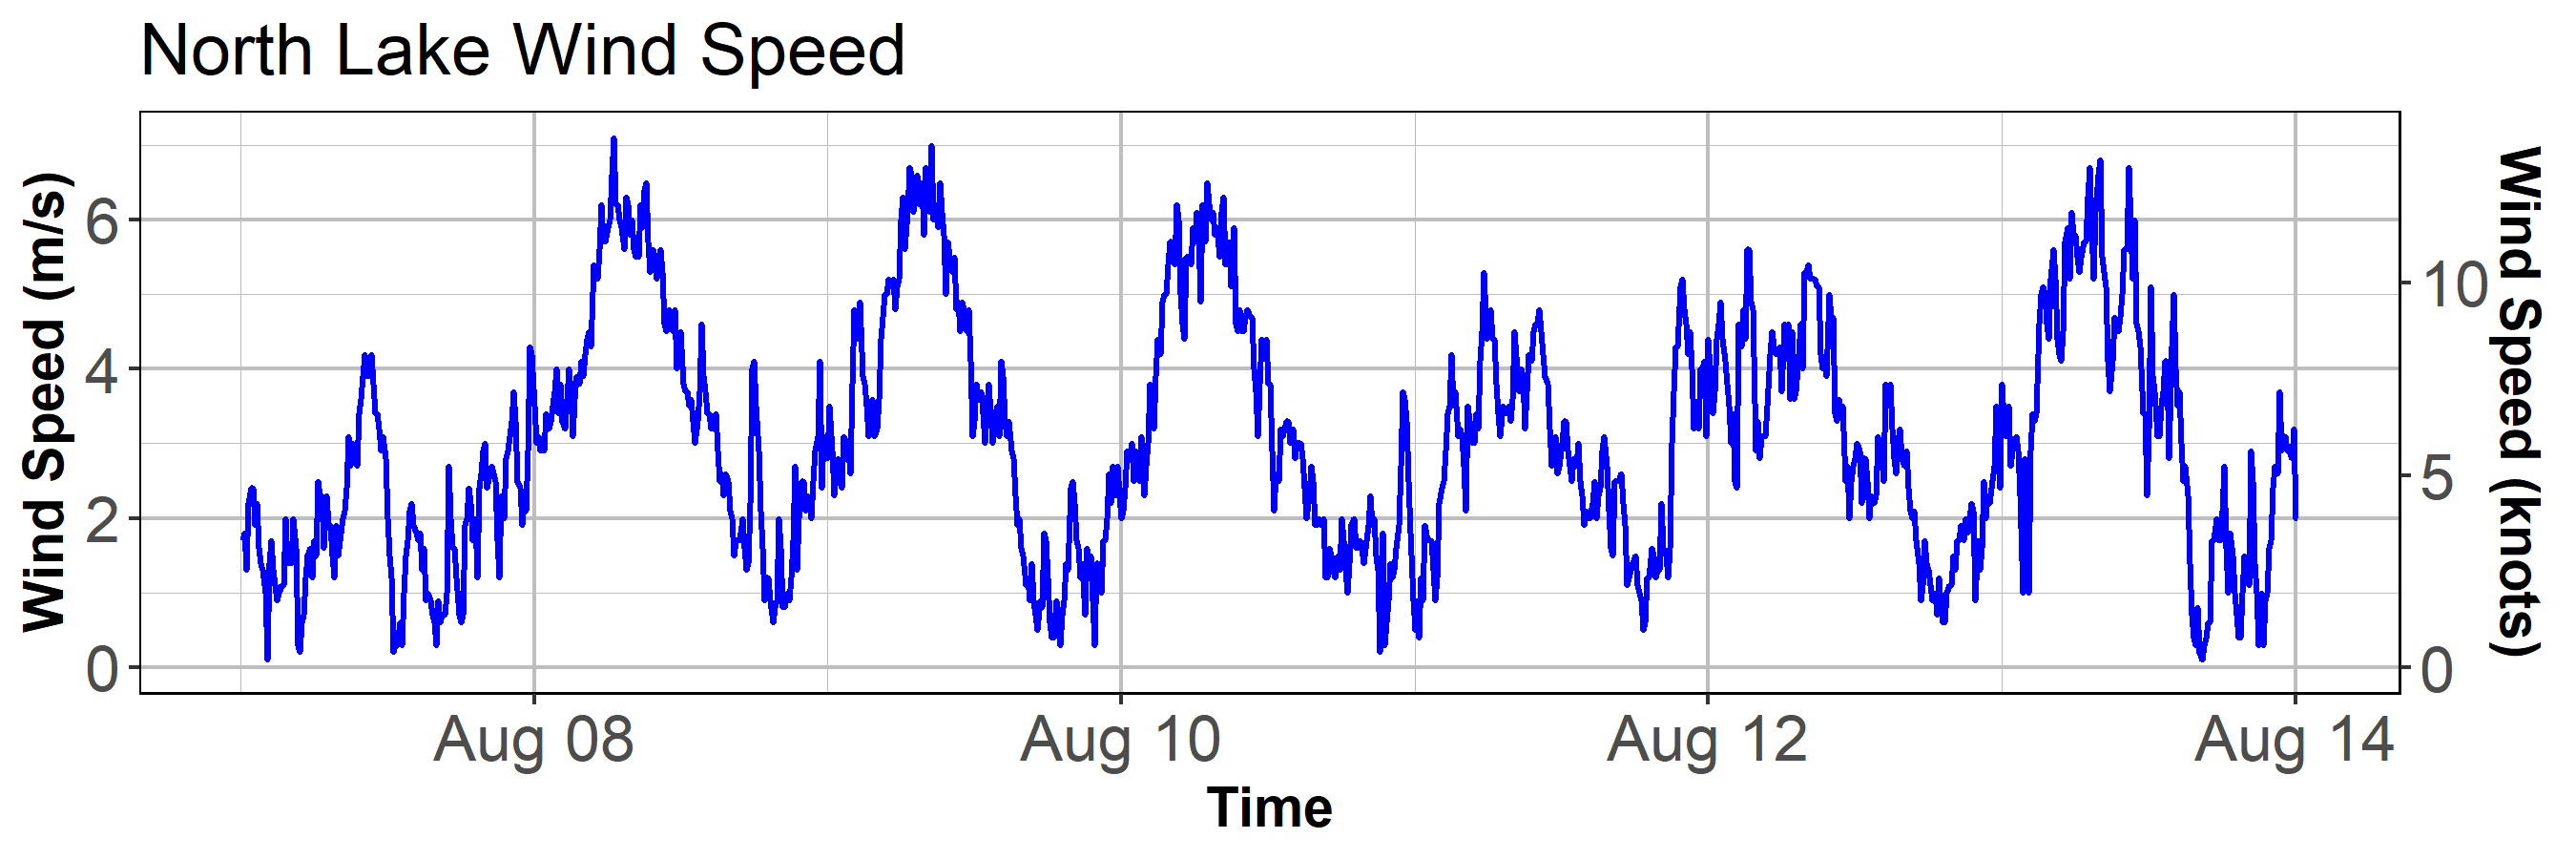 North Lake Wind Speed
Wind Speed (m/s)
6
4
2
0
Wind Speed (knots)
10
5
0
Aug 08
Aug 10
Aug 12
Aug 14
Time